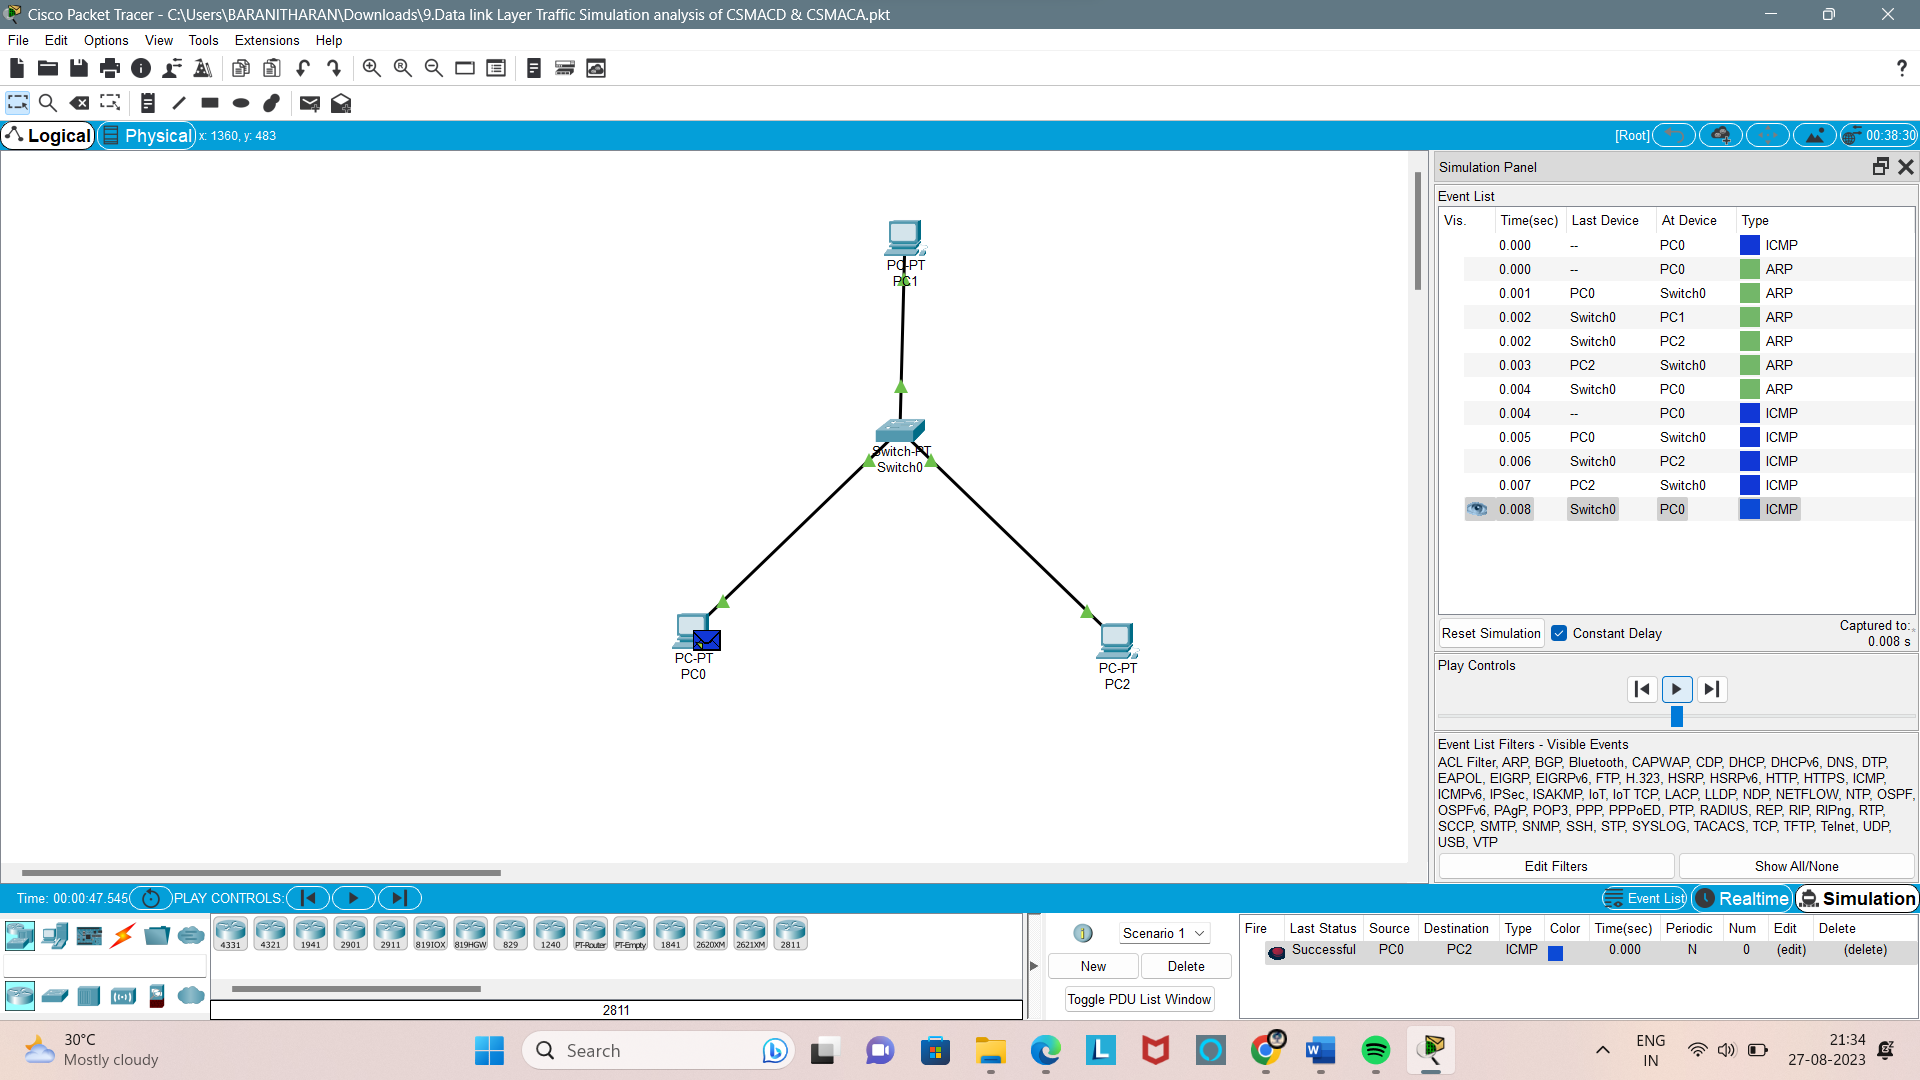 Cisco Packet Tracer - C:\Users\BARANITHARAN\Downloads\9.Data link Layer Traffic Simulation analysis of CSMACD & CSMACA.pkt
File Edit Options View Tools Extensions Help
Logical Physical x: 1360, y: 483 [Root] 00:38:30
PC-PT
PC1
Switch-PT
Switch0
PC-PT
PC0
PC-PT
PC2
Simulation Panel
Event List
Vis. Time(sec) Last Device At Device Type
0.000 -- PC0 ICMP
0.000 -- PC0 ARP
0.001 PC0 Switch0 ARP
0.002 Switch0 PC1 ARP
0.002 Switch0 PC2 ARP
0.003 PC2 Switch0 ARP
0.004 Switch0 PC0 ARP
0.004 -- PC0 ICMP
0.005 PC0 Switch0 ICMP
0.006 Switch0 PC2 ICMP
0.007 PC2 Switch0 ICMP
0.008 Switch0 PC0 ICMP
Reset Simulation Constant Delay Captured to:
0.008 s
Play Controls
Event List Filters - Visible Events
ACL Filter, ARP, BGP, Bluetooth, CAPWAP, CDP, DHCP, DHCPv6, DNS, DTP,
EAPOL, EIGRP, EIGRPv6, FTP, H.323, HSRP, HSRPv6, HTTP, HTTPS, ICMP,
ICMPv6, IPSec, ISAKMP, IoT, IoT TCP, LACP, LLDP, NDP, NETFLOW, NTP, OSPF,
OSPFv6, PAgP, POP3, PPP, PPPoED, PTP, RADIUS, REP, RIP, RIPng, RTP,
SCCP, SMTP, SNMP, SSH, STP, SYSLOG, TACACS, TCP, TFTP, Telnet, UDP,
USB, VTP
Edit Filters Show All/None
Time: 00:00:47.545 PLAY CONTROLS: Event List Realtime Simulation
4331 4321 1941 2901 2911 819IOX 819HGW 829 1240 PT-Router PT-Empty 1841 2620XM 2621XM 2811
2811
1 Scenario 1
New Delete
Toggle PDU List Window
Fire Last Status Source Destination Type Color Time(sec) Periodic Num Edit Delete
Successful PC0 PC2 ICMP 0.000 N 0 (edit) (delete)
30°C
Mostly cloudy
Search
ENG
IN
21:34
27-08-2023